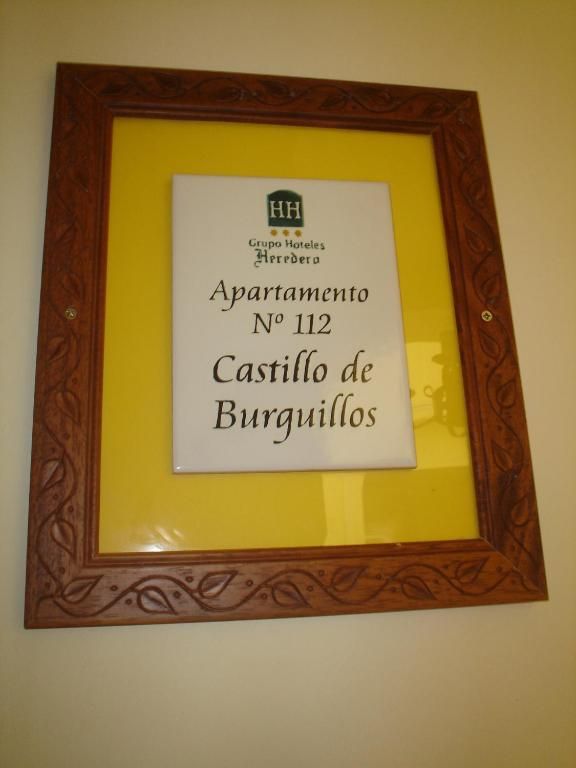 HH
Grupo Hoteles
Heredero
Apartamento
Nº 112
Castillo de
Burguillos